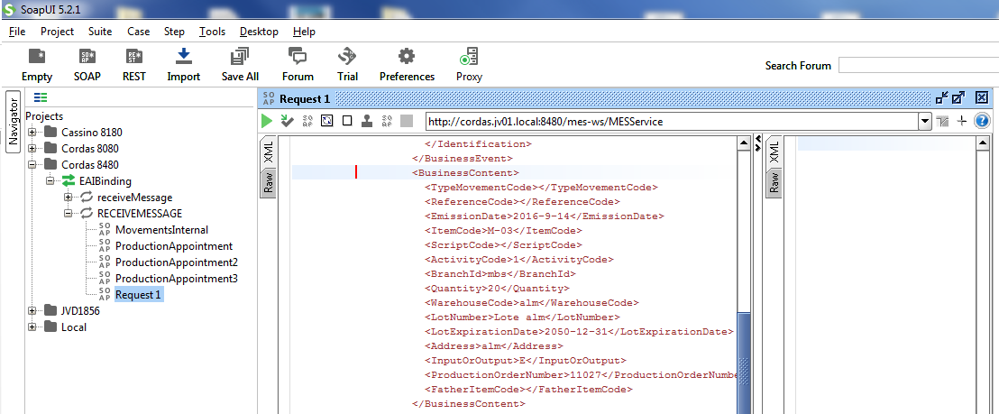 SoapUI 5.2.1
File Project Suite Case Step Tools Desktop Help
Empty SOAP REST Import Save All Forum Trial Preferences Proxy Search Forum
Navigator
Projects
Cassino 8180
Cordas 8080
Cordas 8480
EAIBinding
receiveMessage
RECEIVEMESSAGE
MovementsInternal
ProductionAppointment
ProductionAppointment2
ProductionAppointment3
Request 1
JVD1856
Local
Request 1
http://cordas.jv01.local:8480/mes-ws/MESService
XML
Raw
</Identification>
</BusinessEvent>
<BusinessContent>
<TypeMovementCode></TypeMovementCode>
<ReferenceCode></ReferenceCode>
<EmissionDate>2016-9-14</EmissionDate>
<ItemCode>M-03</ItemCode>
<ScriptCode></ScriptCode>
<ActivityCode>1</ActivityCode>
<BranchId>mbs</BranchId>
<Quantity>20</Quantity>
<WarehouseCode>alm</WarehouseCode>
<LotNumber>Lote alm</LotNumber>
<LotExpirationDate>2050-12-31</LotExpirationDate>
<Address>alm</Address>
<InputOrOutput>E</InputOrOutput>
<ProductionOrderNumber>11027</ProductionOrderNumbe
<FatherItemCode></FatherItemCode>
</BusinessContent>
XML
Raw